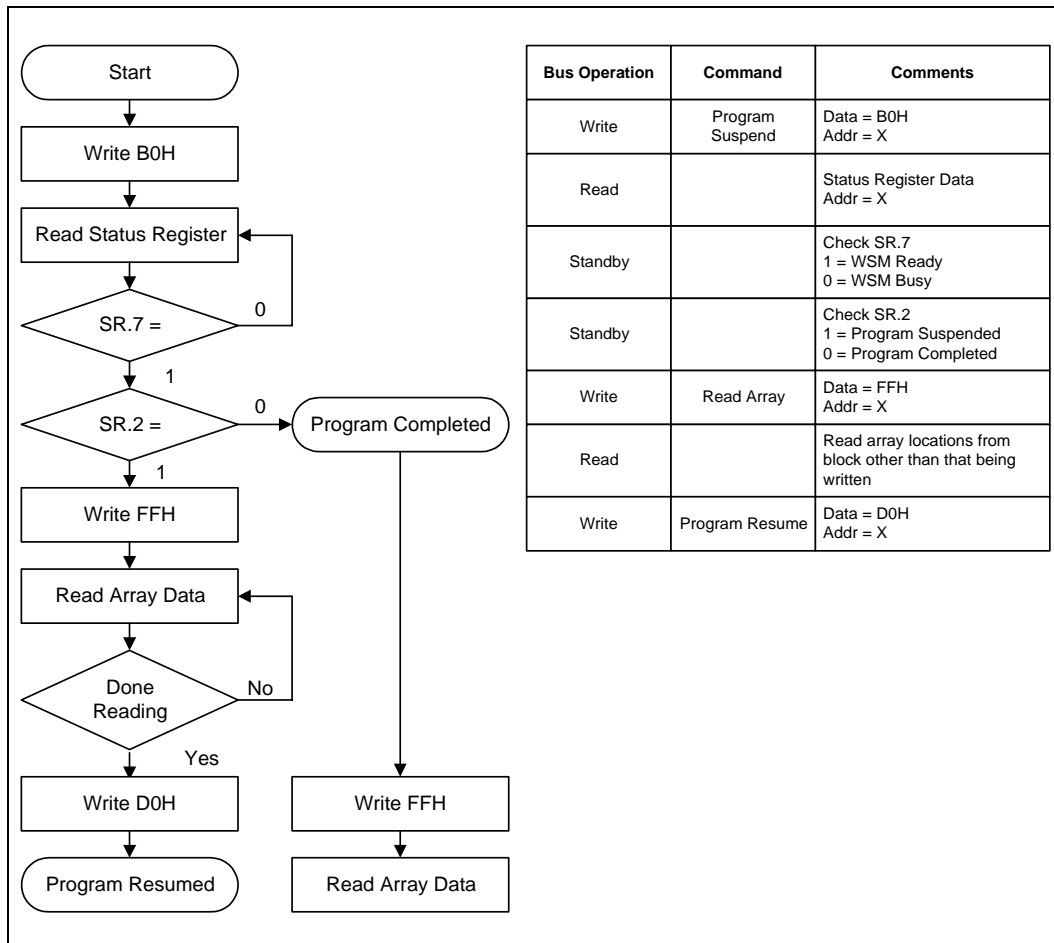 Start
Write B0H
Read Status Register
SR.7 =
0
1
SR.2 =
0
Program Completed
1
Write FFH
Read Array Data
Done
Reading
No
Yes
Write D0H
Program Resumed
Write FFH
Read Array Data
Bus Operation
Command
Comments
Write
Program
Suspend
Data = B0H
Addr = X
Read
Status Register Data
Addr = X
Standby
Check SR.7
1 = WSM Ready
0 = WSM Busy
Standby
Check SR.2
1 = Program Suspended
0 = Program Completed
Write
Read Array
Data = FFH
Addr = X
Read
Read array locations from
block other than that being
written
Write
Program Resume
Data = D0H
Addr = X